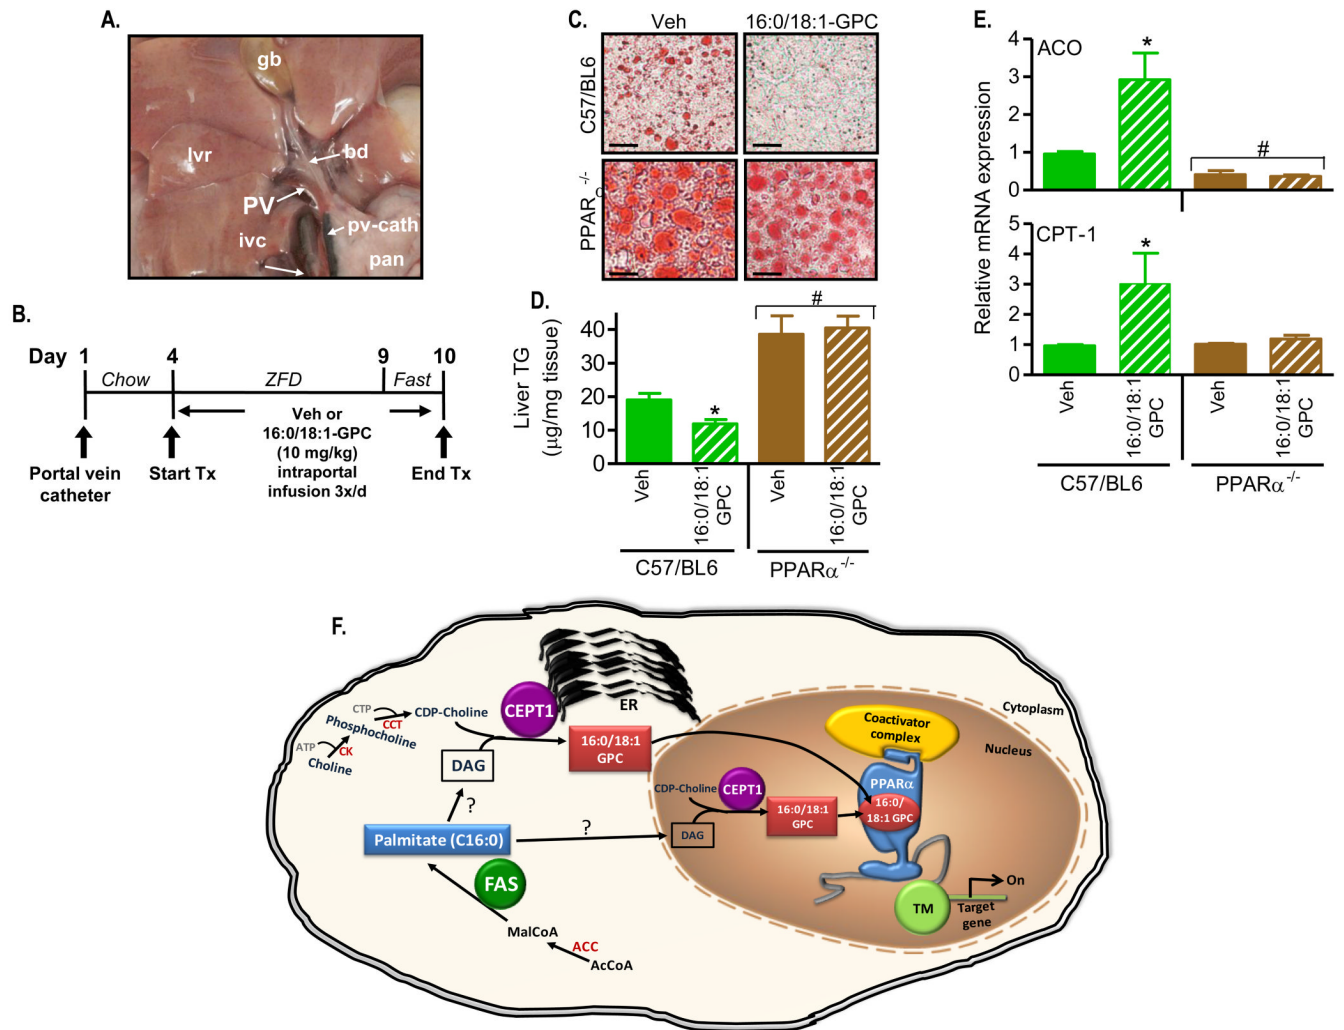 A.
gb
lvr
bd
PV
ivc
pv-cath
pan
B.
Day 1 4 9 10
Chow ZFD Fast
Veh or
16:0/18:1-GPC
(10 mg/kg)
intraportal
infusion 3x/d
Portal vein
catheter
Start Tx
End Tx
C.
Veh 16:0/18:1-GPC
C57/BL6
PPARα-/-
D.
Liver TG
(µg/mg tissue)
40
30
20
10
0
*
#
Veh
16:0/18:1
GPC
Veh
16:0/18:1
GPC
C57/BL6 PPARα-/-
E.
Relative mRNA expression
ACO
4
3
2
1
0
*
#
CPT-1
5
4
3
2
1
0
*
Veh
16:0/18:1
GPC
Veh
16:0/18:1
GPC
C57/BL6 PPARα-/-
F.
CTP
CCT
Phosphocholine
ATP
CK
Choline
CDP-Choline
CEPT1
ER
DAG
16:0/18:1
GPC
?
Palmitate (C16:0)
?
FAS
MalCoA
ACC
AcCoA
Cytoplasm
Nucleus
Coactivator
complex
PPARα
16:0/
18:1 GPC
CDP-Choline
CEPT1
DAG
16:0/18:1
GPC
TM
Target
gene
On